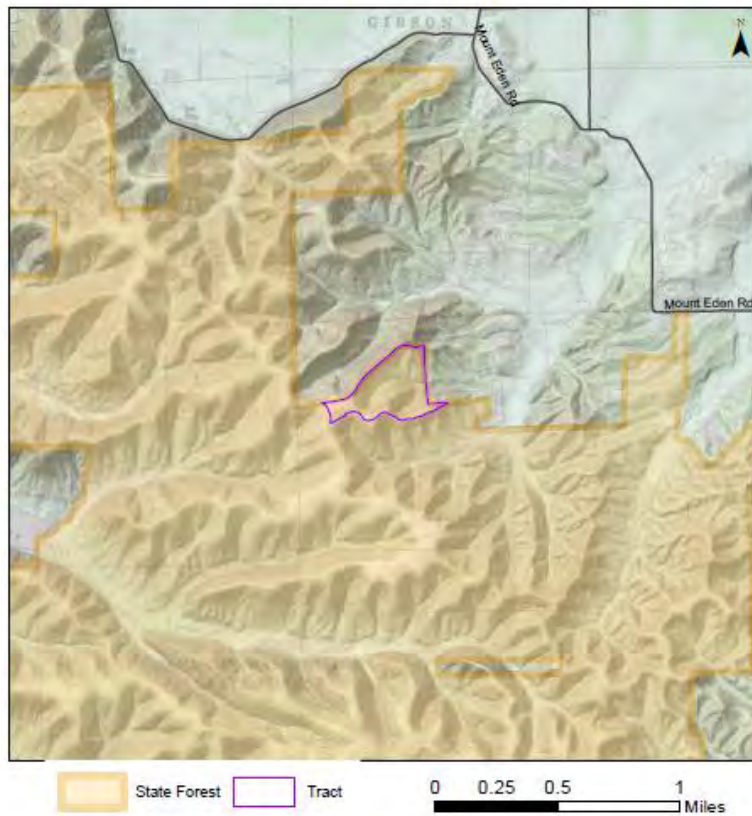 GIBSON
N
Mount Eden Rd
Mount Eden Rd
State Forest
Tract
0 0.25 0.5 1
Miles